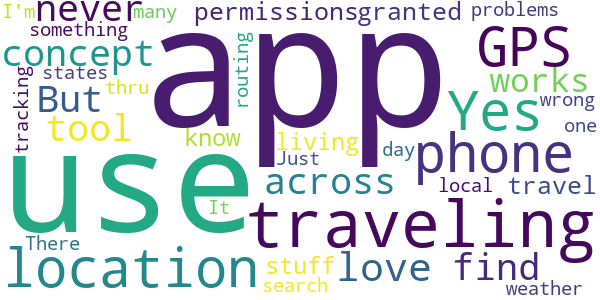 I'm never many permissions granted problems
something
concept app GPS
tracking states routing works
But thru Yes wrong
tool know living phone one
use Just day
It across local travel
There traveling
location stuff love find
search weather